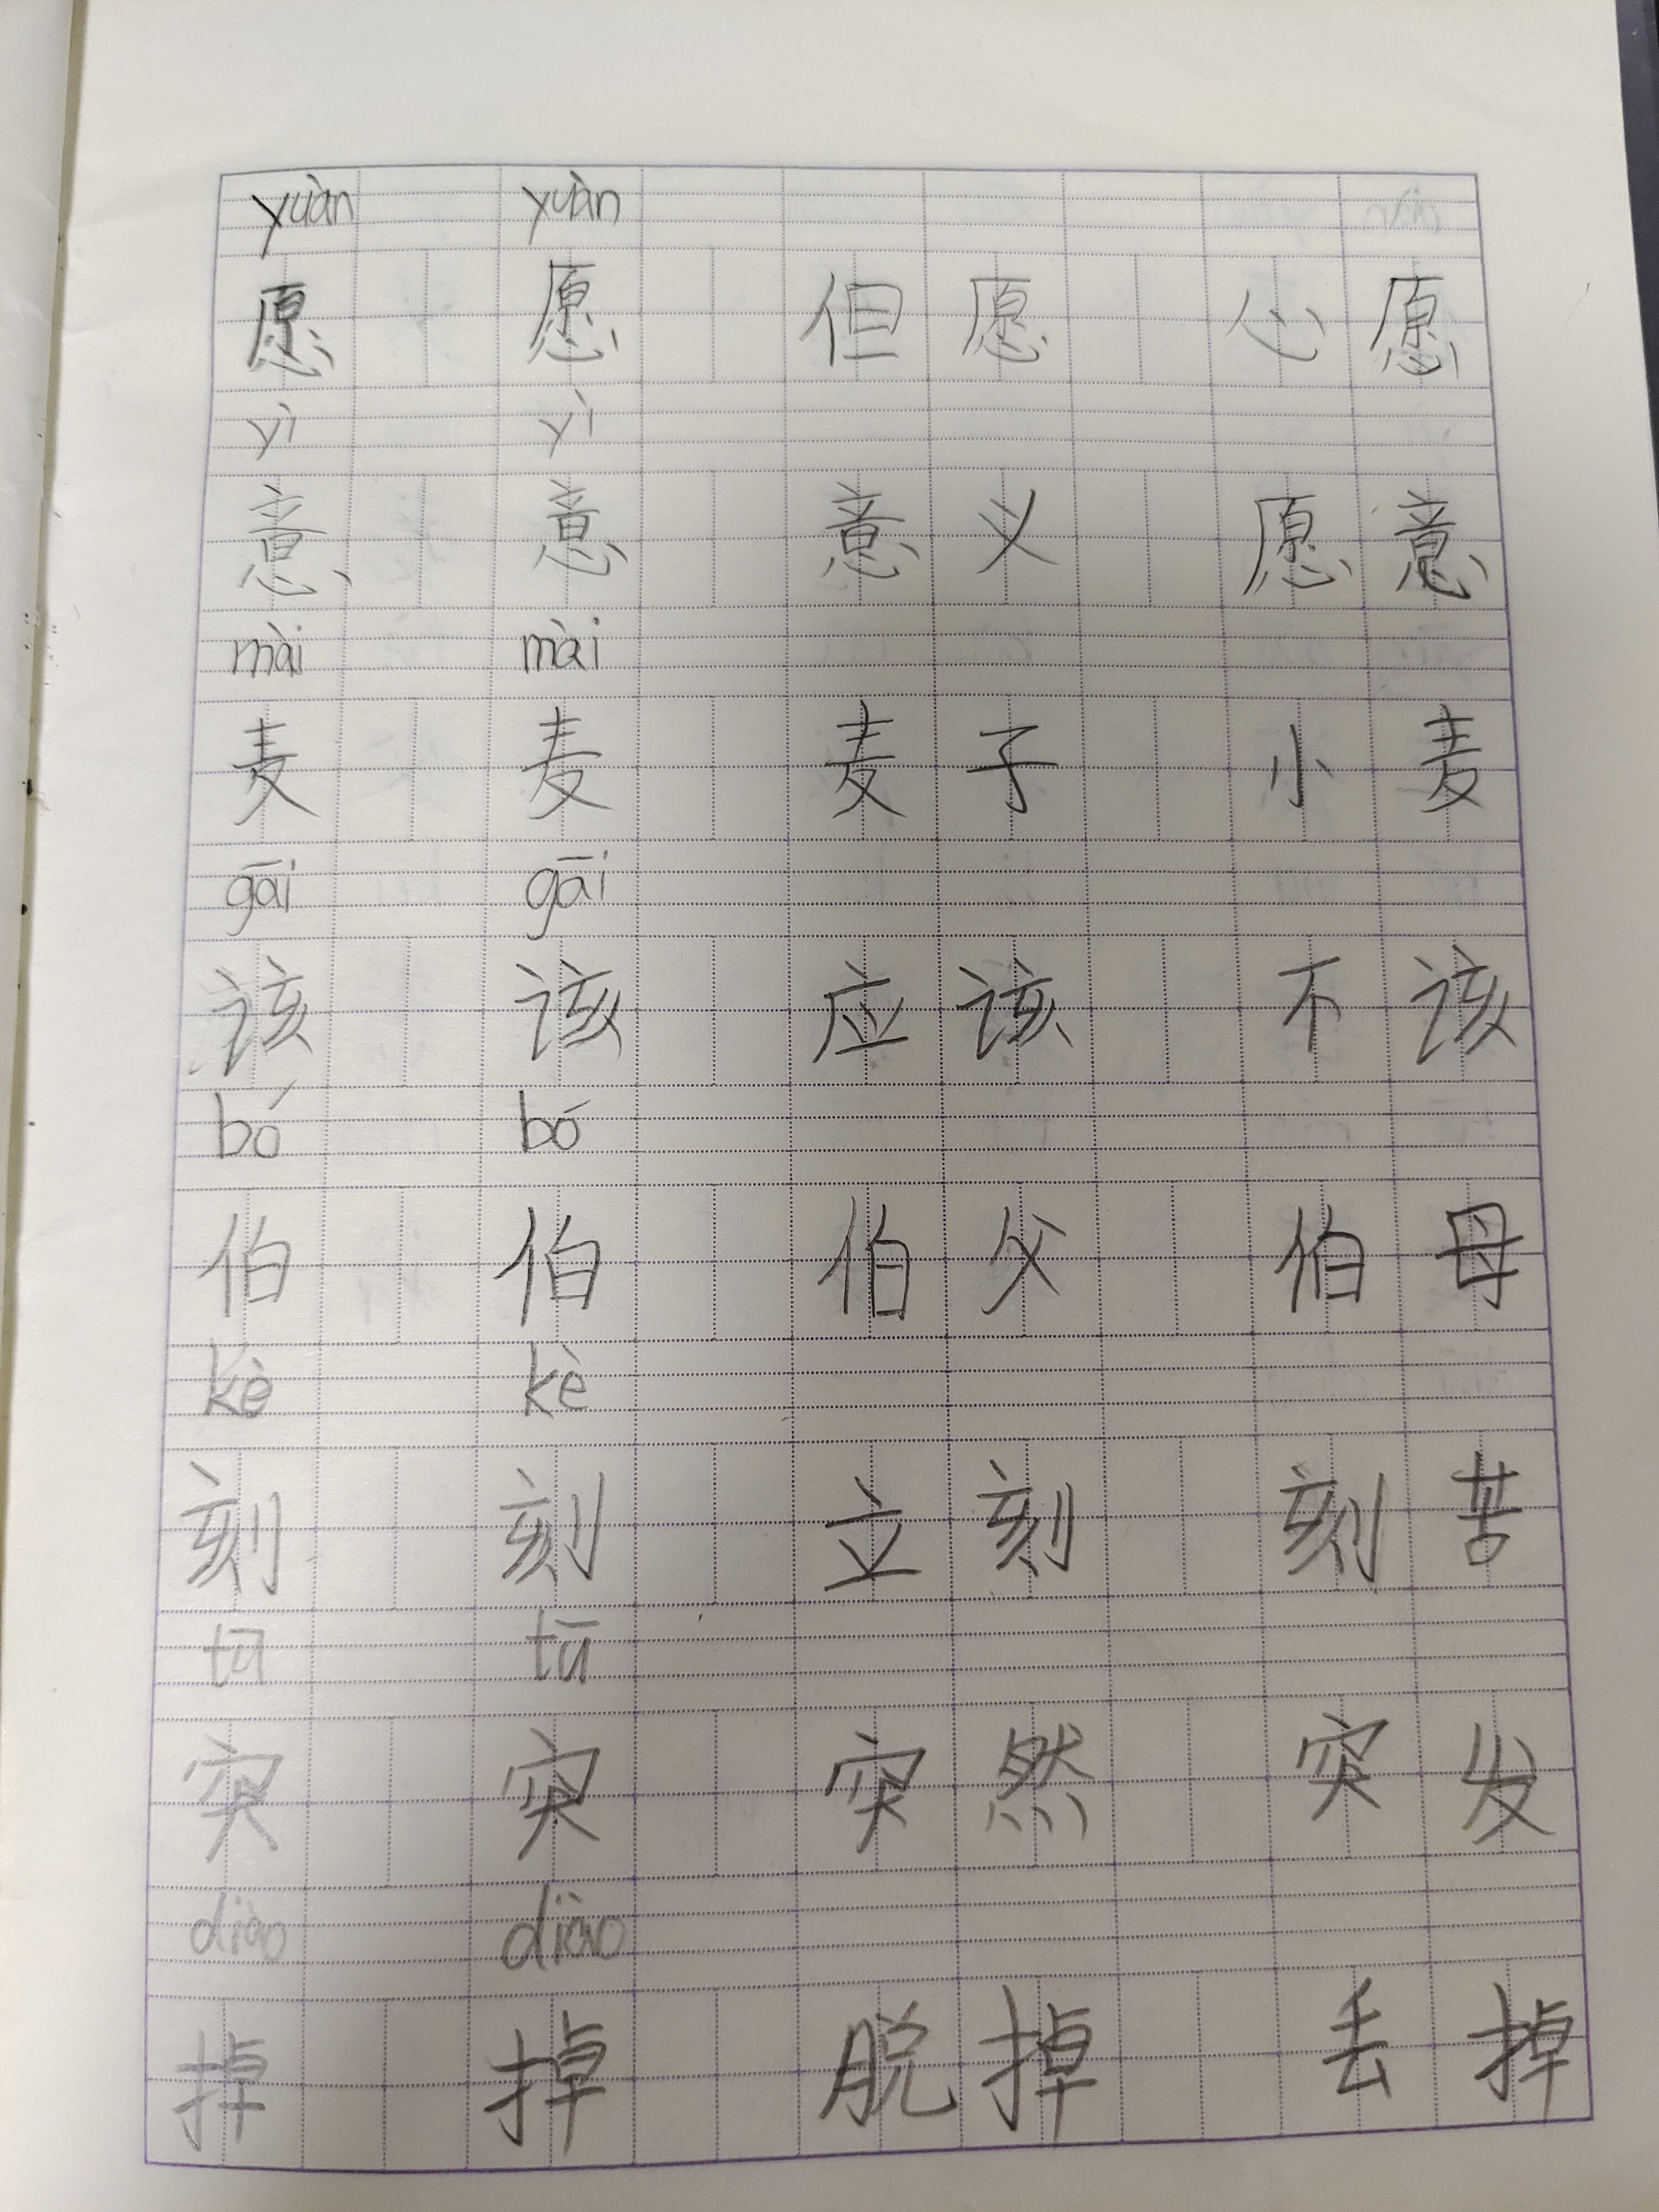 yuàn yuàn
愿 愿 但愿 心愿
yì yì
意 意 意义 愿意
mài mài
麦 麦 麦子 小麦
gāi gāi
该 该 应该 不该
bó bó
伯 伯 伯父 伯母
kè kè
刻 刻 立刻 刻苦
tū tū
突 突 突然 突发
diào diào
掉 掉 脱掉 丢掉